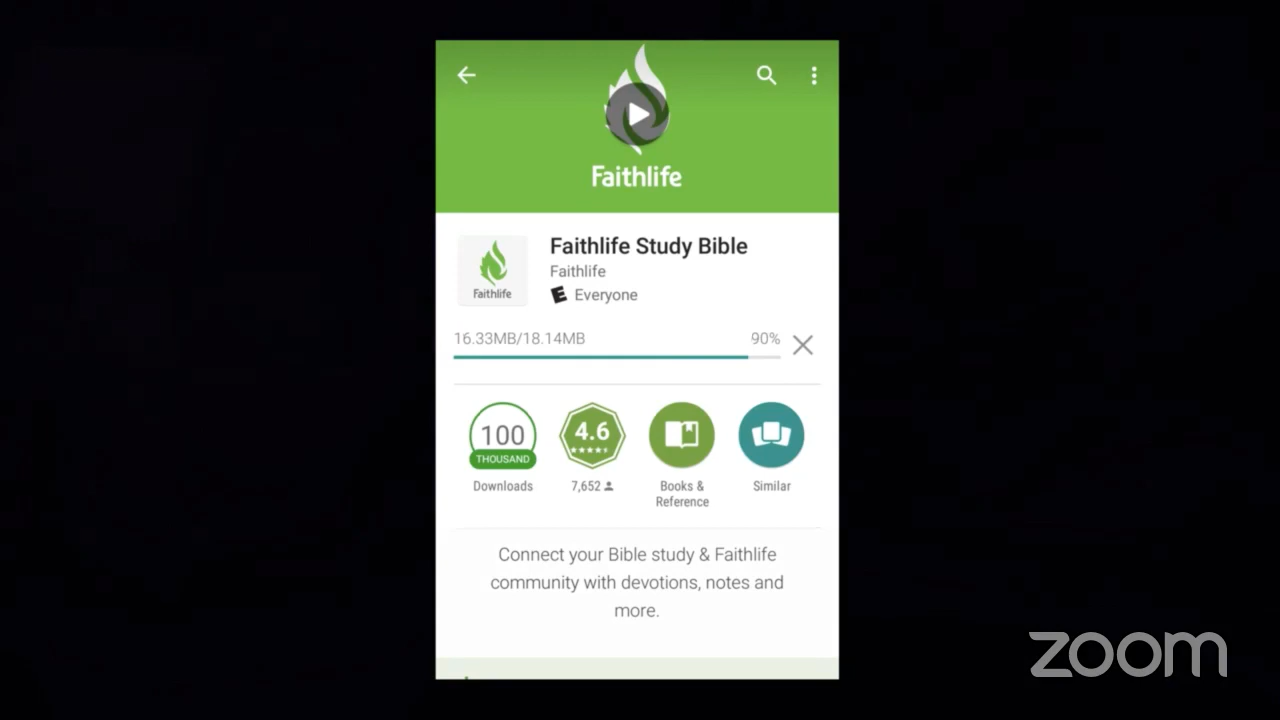 Faithlife
Faithlife Study Bible
Faithlife
Faithlife
E Everyone
16.33MB/18.14MB 90%
100
THOUSAND
4.6
Downloads
7,652
Books &
Reference
Similar
Connect your Bible study & Faithlife
community with devotions, notes and
more.
zoom